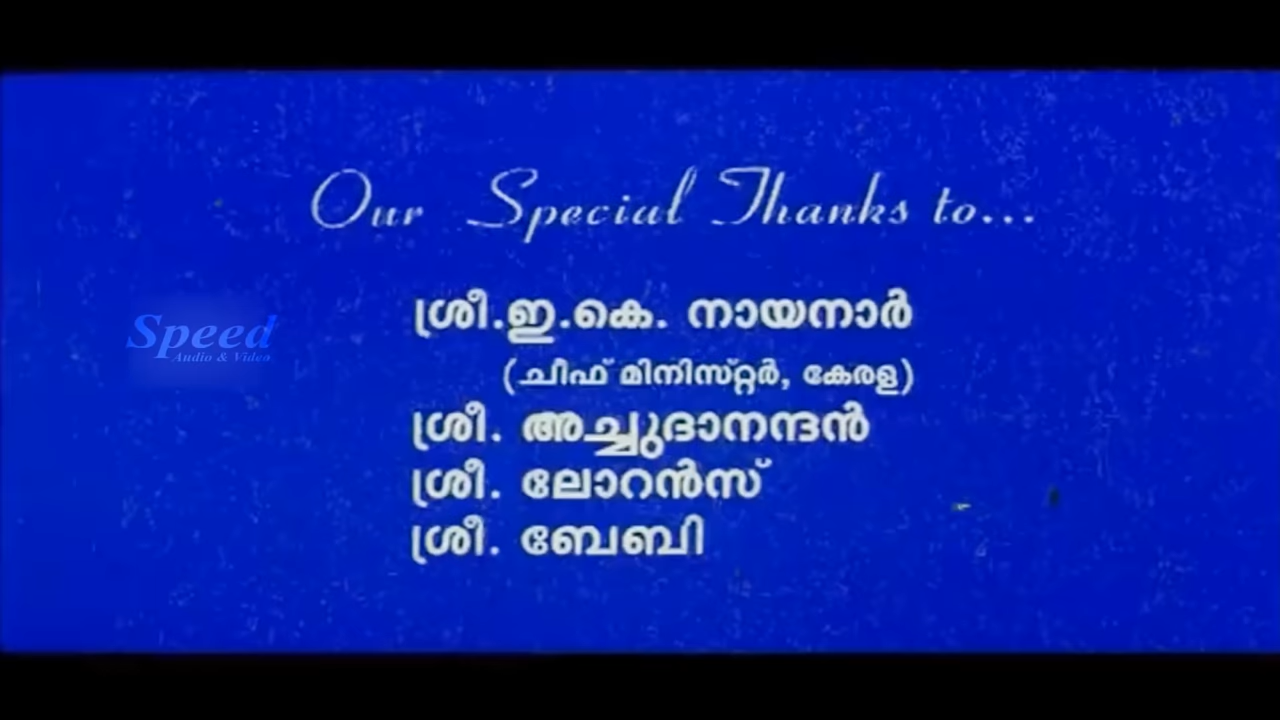 Our Special Thanks to...
ശ്രീ.ഇ.കെ. നായനാർ
Speed
Audio & Video
(ചീഫ് മിനിസ്റ്റർ, കേരള)
ശ്രീ. അച്ചുദാനന്ദൻ
ശ്രീ. ലോറൻസ്
ശ്രീ. ബേബി